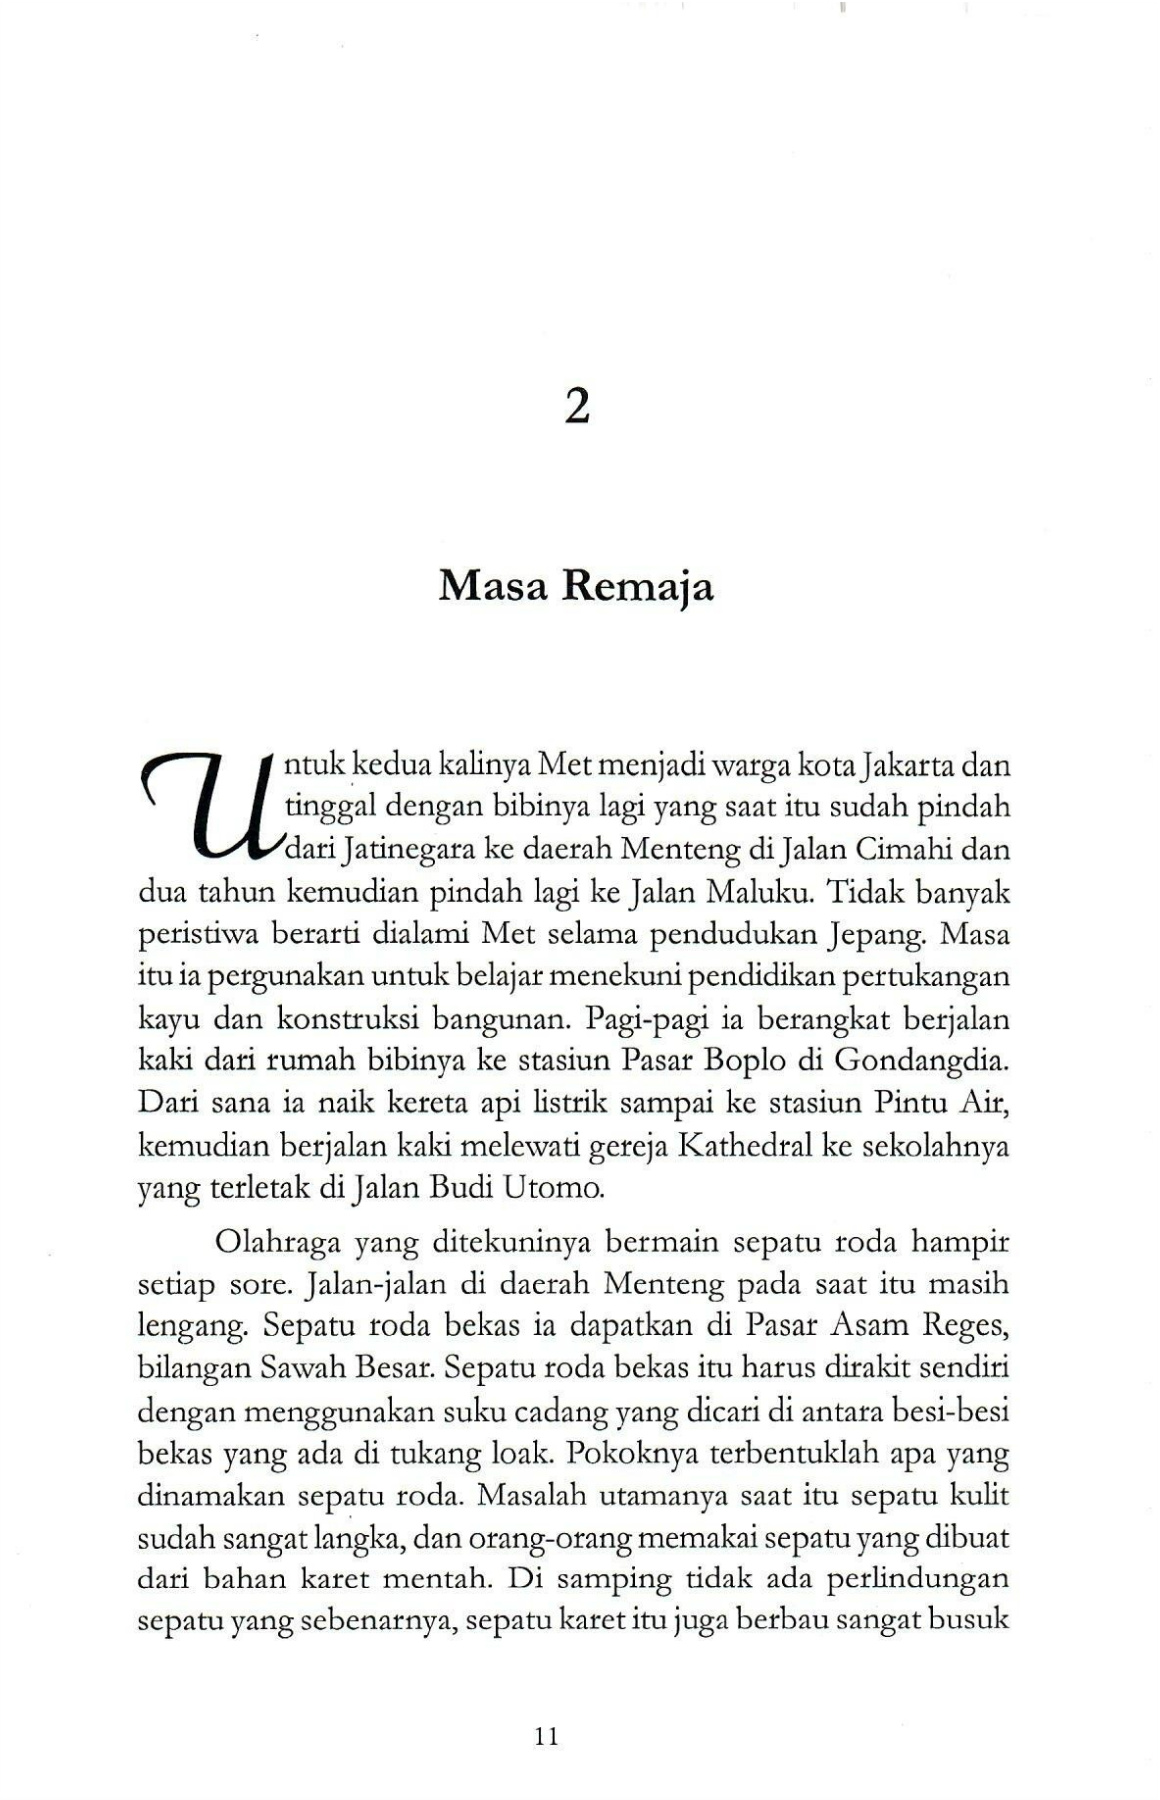 2
Masa Remaja
Untuk kedua kalinya Met menjadi warga kota Jakarta dan
tinggal dengan bibinya lagi yang saat itu sudah pindah
dari Jatinegara ke daerah Menteng di Jalan Cimahi dan
dua tahun kemudian pindah lagi ke Jalan Maluku. Tidak banyak
peristiwa berarti dialami Met selama pendudukan Jepang. Masa
itu ia pergunakan untuk belajar menekuni pendidikan pertukangan
kayu dan konstruksi bangunan. Pagi-pagi ia berangkat berjalan
kaki dari rumah bibinya ke stasiun Pasar Boplo di Gondangdia.
Dari sana ia naik kereta api listrik sampai ke stasiun Pintu Air,
kemudian berjalan kaki melewati gereja Kathedral ke sekolahnya
yang terletak di Jalan Budi Utomo.
Olahraga yang ditekuninya bermain sepatu roda hampir
setiap sore. Jalan-jalan di daerah Menteng pada saat itu masih
lengang. Sepatu roda bekas ia dapatkan di Pasar Asam Reges,
bilangan Sawah Besar. Sepatu roda bekas itu harus dirakit sendiri
dengan menggunakan suku cadang yang dicari di antara besi-besi
bekas yang ada di tukang loak. Pokoknya terbentuklah apa yang
dinamakan sepatu roda. Masalah utamanya saat itu sepatu kulit
sudah sangat langka, dan orang-orang memakai sepatu yang dibuat
dari bahan karet mentah. Di samping tidak ada perlindungan
sepatu yang sebenarnya, sepatu karet itu juga berbau sangat busuk
11